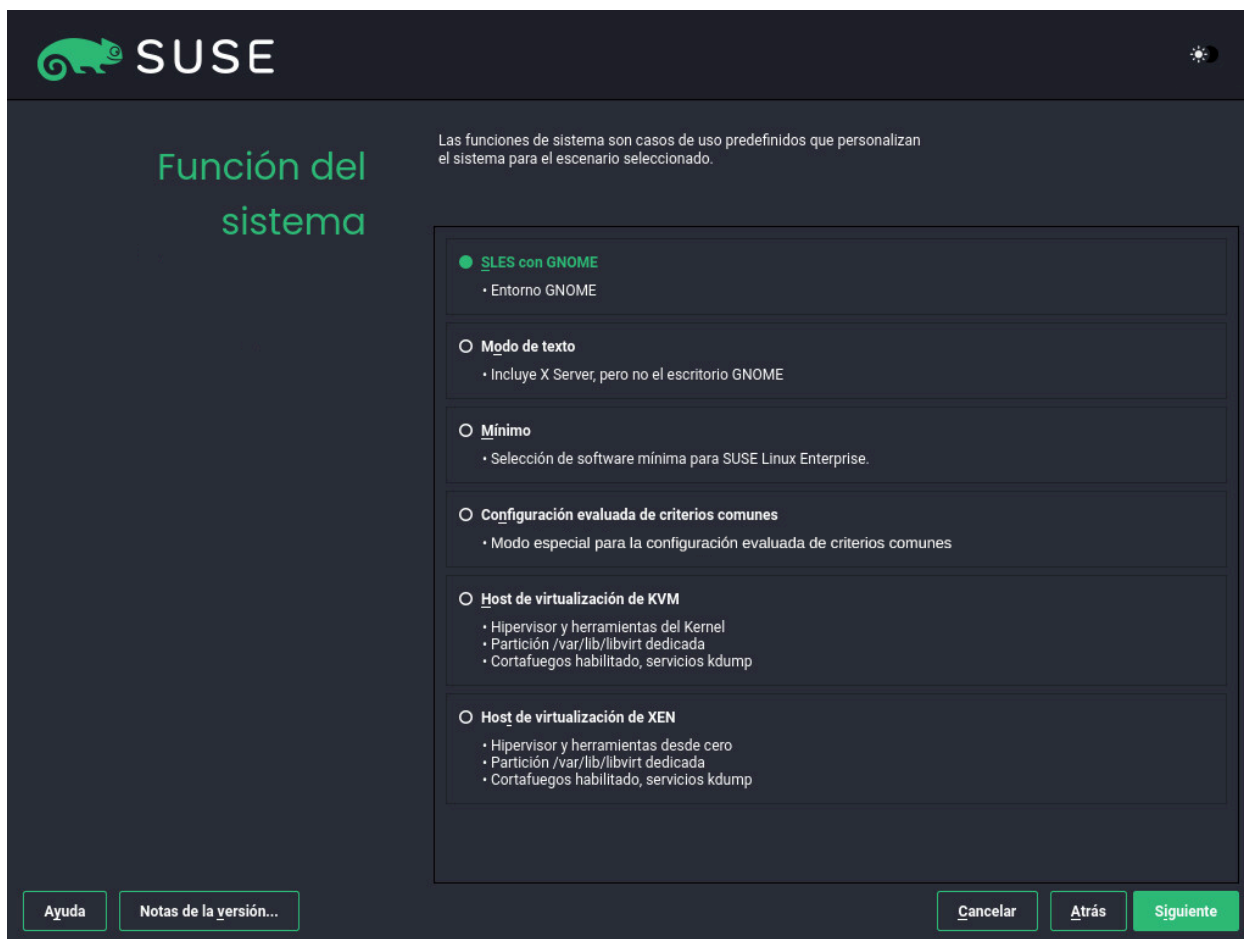 SUSE
Función del
sistema
Las funciones de sistema son casos de uso predefinidos que personalizan
el sistema para el escenario seleccionado.
SLES con GNOME
• Entorno GNOME
Modo de texto
• Incluye X Server, pero no el escritorio GNOME
Mínimo
• Selección de software mínima para SUSE Linux Enterprise.
Configuración evaluada de criterios comunes
• Modo especial para la configuración evaluada de criterios comunes
Host de virtualización de KVM
• Hipervisor y herramientas del Kernel
• Partición /var/lib/libvirt dedicada
• Cortafuegos habilitado, servicios kdump
Host de virtualización de XEN
• Hipervisor y herramientas desde cero
• Partición /var/lib/libvirt dedicada
• Cortafuegos habilitado, servicios kdump
Ayuda Notas de la versión... Cancelar Atrás Siguiente